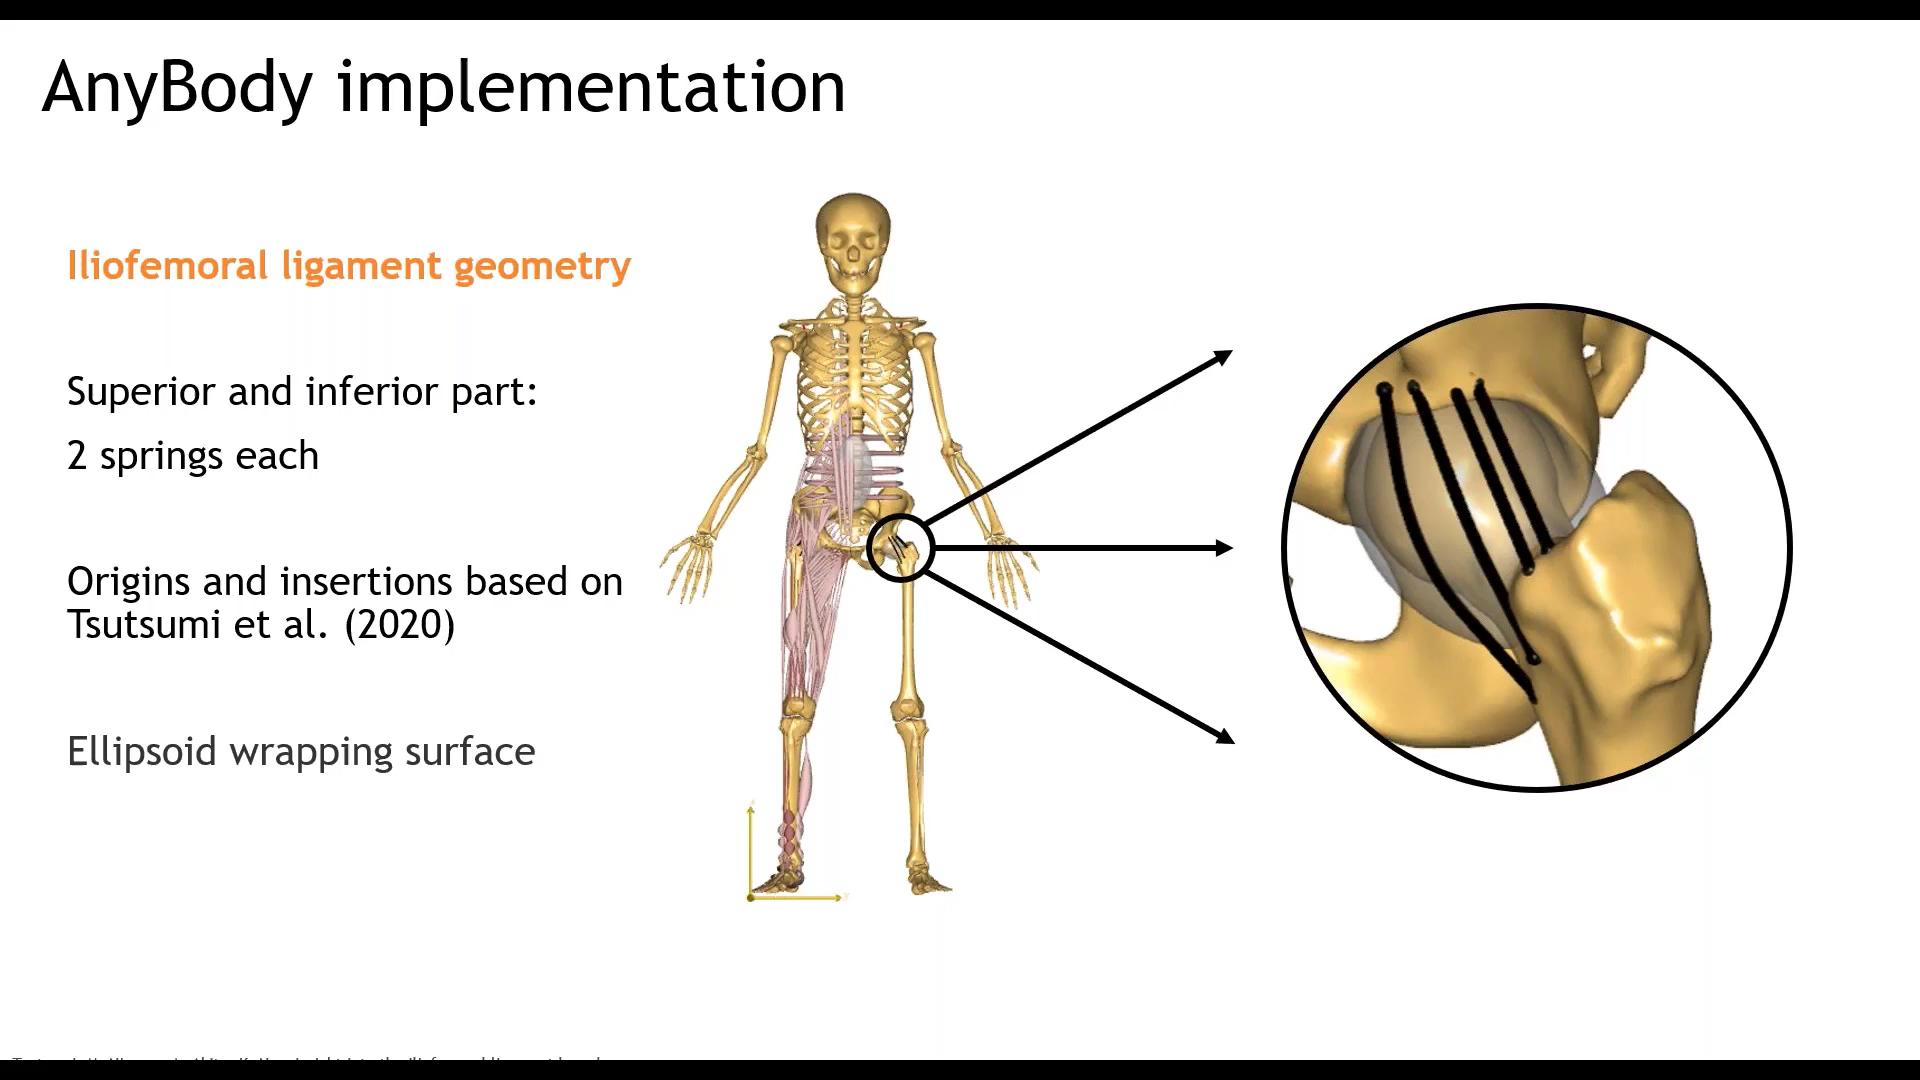 AnyBody implementation
Iliofemoral ligament geometry
Superior and inferior part:
2 springs each
Origins and insertions based on
Tsutsumi et al. (2020)
Ellipsoid wrapping surface